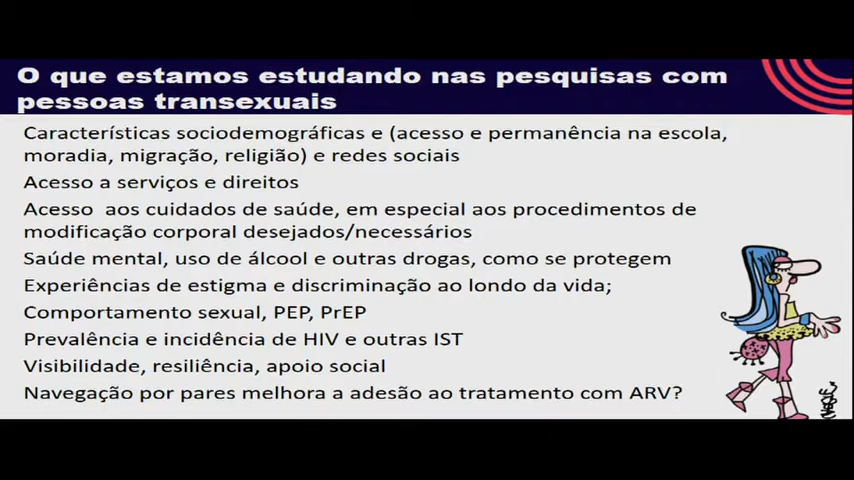 O que estamos estudando nas pesquisas com
pessoas transexuais
Características sociodemográficas e (acesso e permanência na escola,
moradia, migração, religião) e redes sociais
Acesso a serviços e direitos
Acesso aos cuidados de saúde, em especial aos procedimentos de
modificação corporal desejados/necessários
Saúde mental, uso de álcool e outras drogas, como se protegem
Experiências de estigma e discriminação ao londo da vida;
Comportamento sexual, PEP, PrEP
Prevalência e incidência de HIV e outras IST
Visibilidade, resiliência, apoio social
Navegação por pares melhora a adesão ao tratamento com ARV?